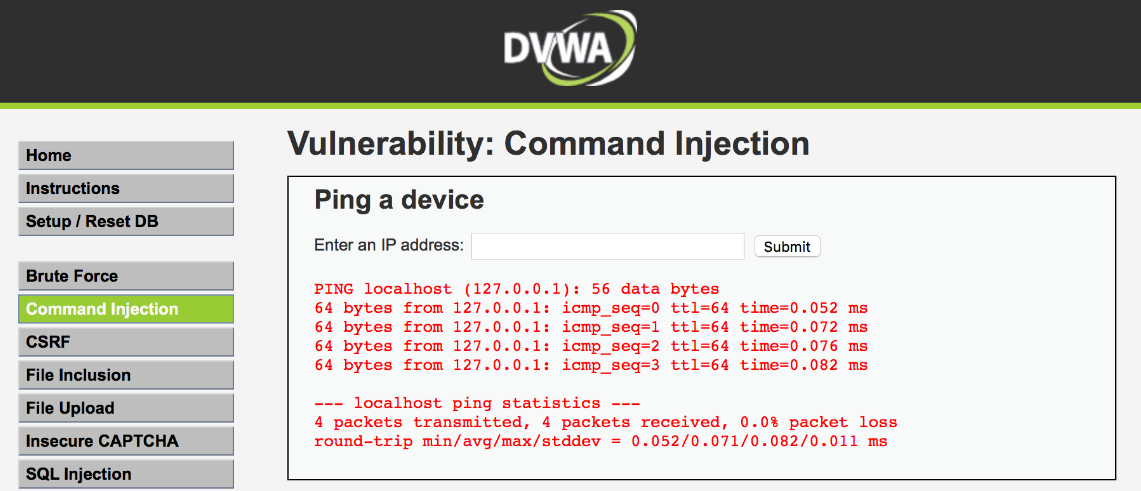 DVWA
Home
Instructions
Setup / Reset DB
Brute Force
Command Injection
CSRF
File Inclusion
File Upload
Insecure CAPTCHA
SQL Injection
Vulnerability: Command Injection
Ping a device
Enter an IP address: Submit
PING localhost (127.0.0.1): 56 data bytes
64 bytes from 127.0.0.1: icmp_seq=0 ttl=64 time=0.052 ms
64 bytes from 127.0.0.1: icmp_seq=1 ttl=64 time=0.072 ms
64 bytes from 127.0.0.1: icmp_seq=2 ttl=64 time=0.076 ms
64 bytes from 127.0.0.1: icmp_seq=3 ttl=64 time=0.082 ms
--- localhost ping statistics ---
4 packets transmitted, 4 packets received, 0.0% packet loss
round-trip min/avg/max/stddev = 0.052/0.071/0.082/0.011 ms